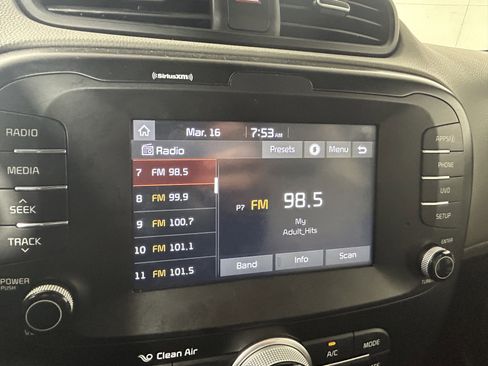 ((SiriusXM))
RADIO
MEDIA
SEEK
TRACK
POWER
PUSH
Mar. 16 7:53 AM
Radio Presets Menu
7 FM 98.5
8 FM 99.9
9 FM 100.7
10 FM 101.1
11 FM 101.5
P7 FM 98.5
My
Adult_Hits
Band Info Scan
APPS
PHONE
UVO
SETUP
ENTER
TUNE
Clean Air
A/C
MODE